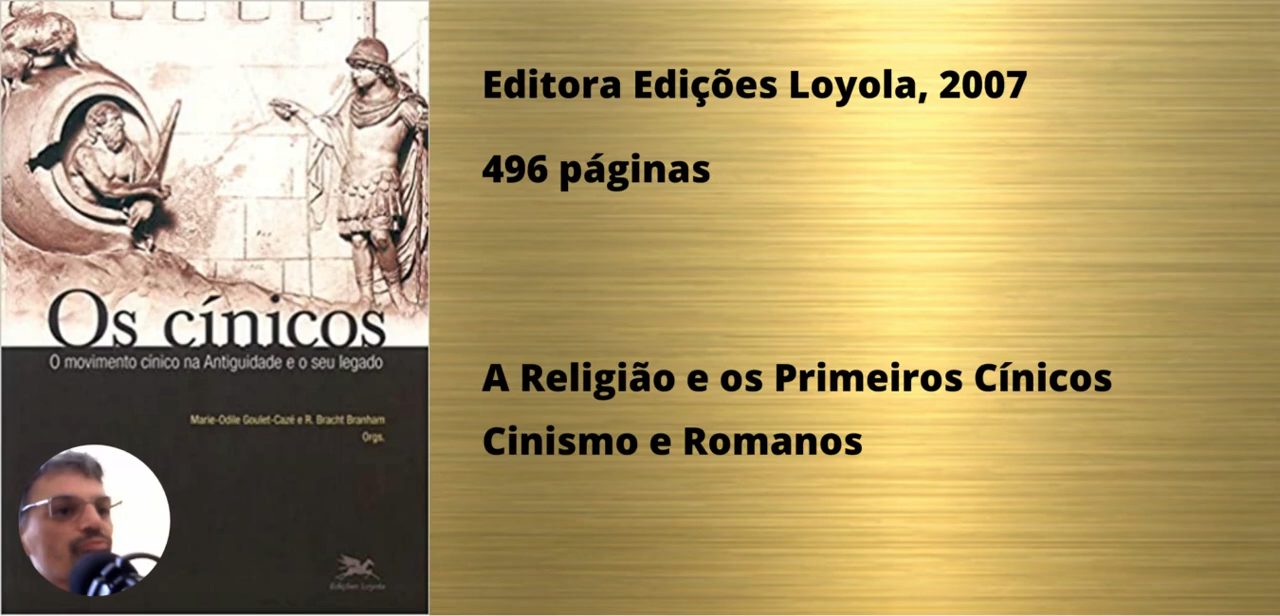 Os cínicos
O movimento cínico na Antiguidade e o seu legado
Marie-Odile Goulet-Cazé e R. Bracht Branham
Orgs.
Edições Loyola
Editora Edições Loyola, 2007
496 páginas
A Religião e os Primeiros Cínicos
Cinismo e Romanos